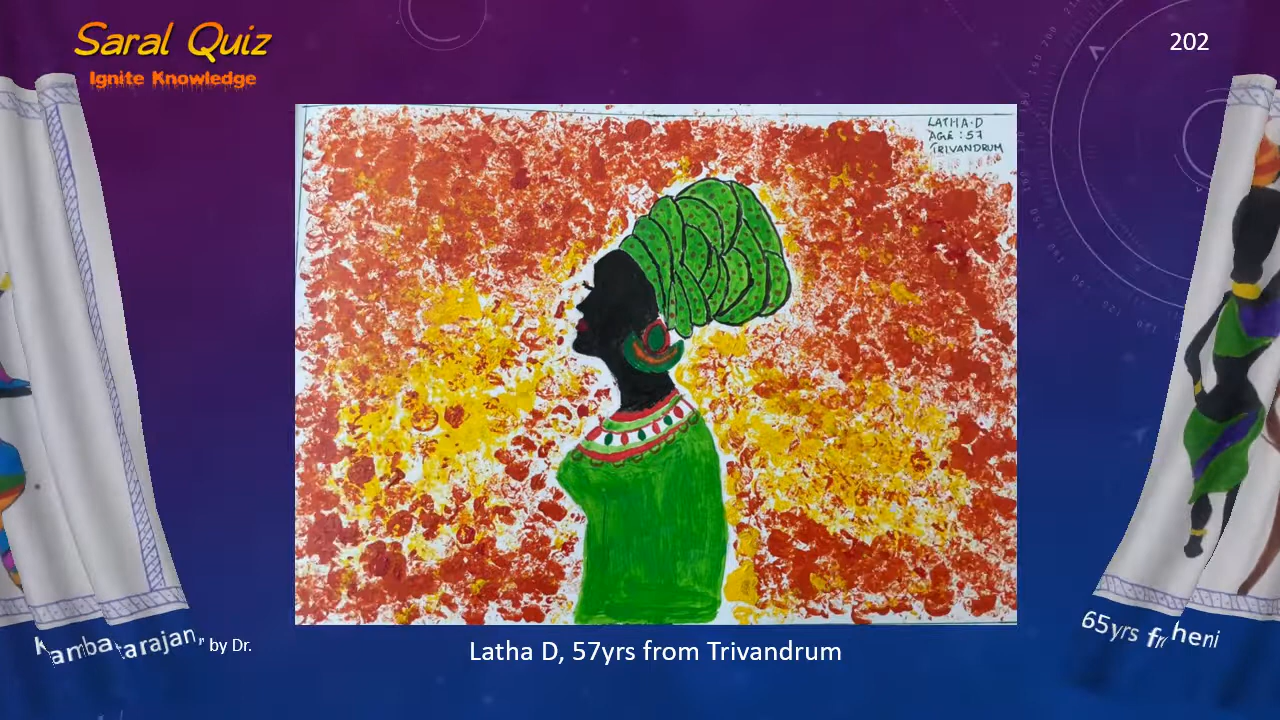 Saral Quiz
Ignite Knowledge
202
LATHA.D
AGE : 57
TRIVANDRUM
by Dr.
Latha D, 57yrs from Trivandrum
65yrs